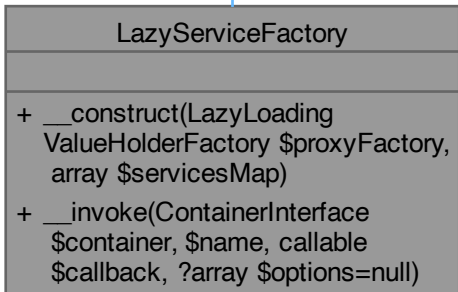 LazyServiceFactory
+ __construct(LazyLoading
ValueHolderFactory $proxyFactory,
array $servicesMap)
+ __invoke(ContainerInterface
$container, $name, callable
$callback, ?array $options=null)